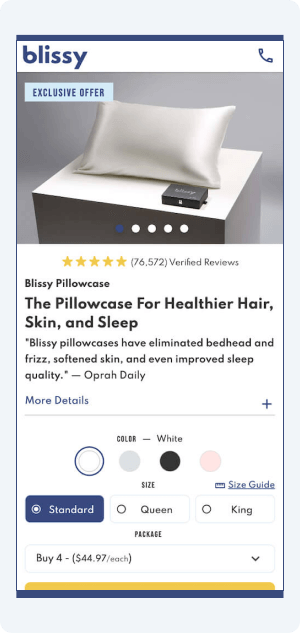 blissy
EXCLUSIVE OFFER
blissy
(76,572) Verified Reviews
Blissy Pillowcase
The Pillowcase For Healthier Hair,
Skin, and Sleep
"Blissy pillowcases have eliminated bedhead and
frizz, softened skin, and even improved sleep
quality." — Oprah Daily
More Details +
COLOR — White
SIZE Size Guide
Standard Queen King
PACKAGE
Buy 4 - ($44.97/each)